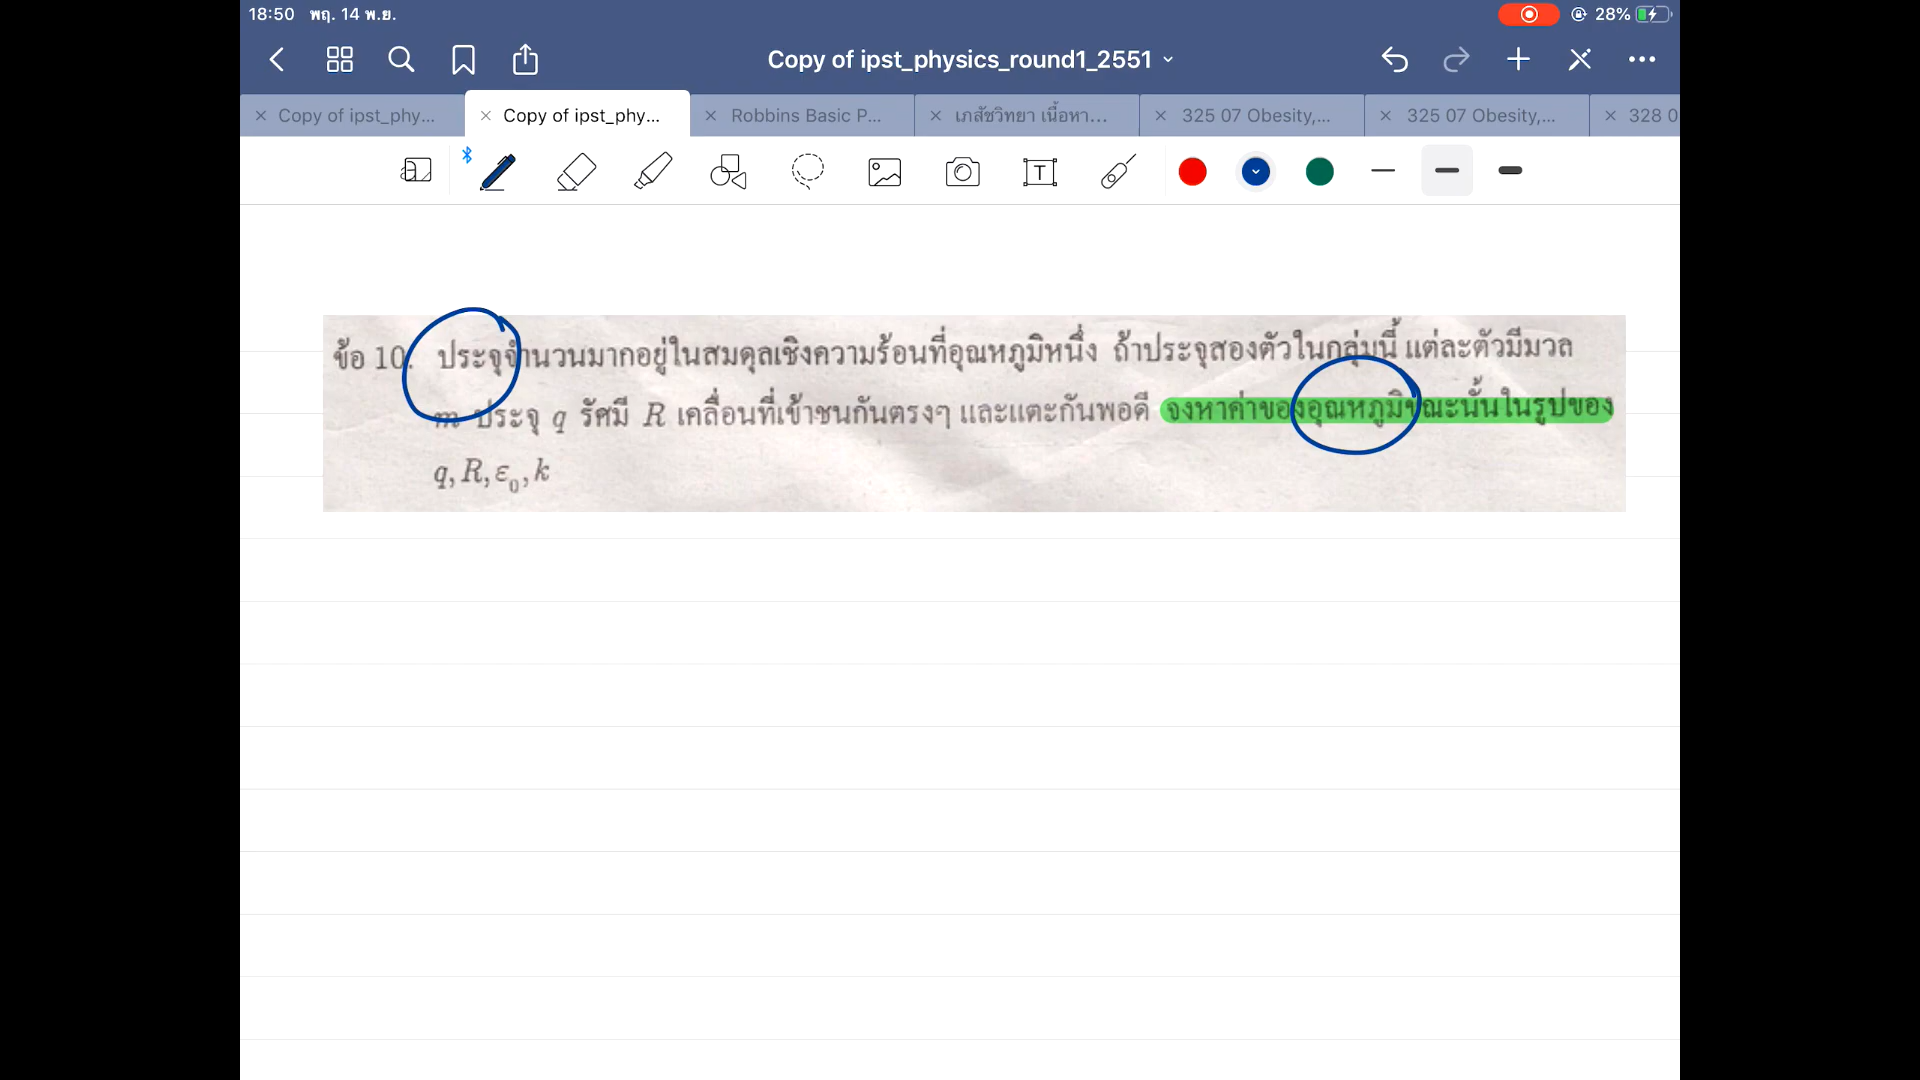 18:50 พฤ. 14 พ.ย. 28%
Copy of ipst_physics_round1_2551
Copy of ipst_phy... Copy of ipst_phy... Robbins Basic P... เภสัชวิทยา เนื้อหา... 325 07 Obesity,... 325 07 Obesity,... 328 0
ข้อ 10. ประจุจำนวนมากอยู่ในสมดุลเชิงความร้อนที่อุณหภูมิหนึ่ง ถ้าประจุสองตัวในกลุ่มนี้ แต่ละตัวมีมวล
m ประจุ q รัศมี R เคลื่อนที่เข้าชนกันตรงๆ และแตะกันพอดี จงหาค่าของอุณหภูมิขณะนั้นในรูปของ
q, R, ε₀, k